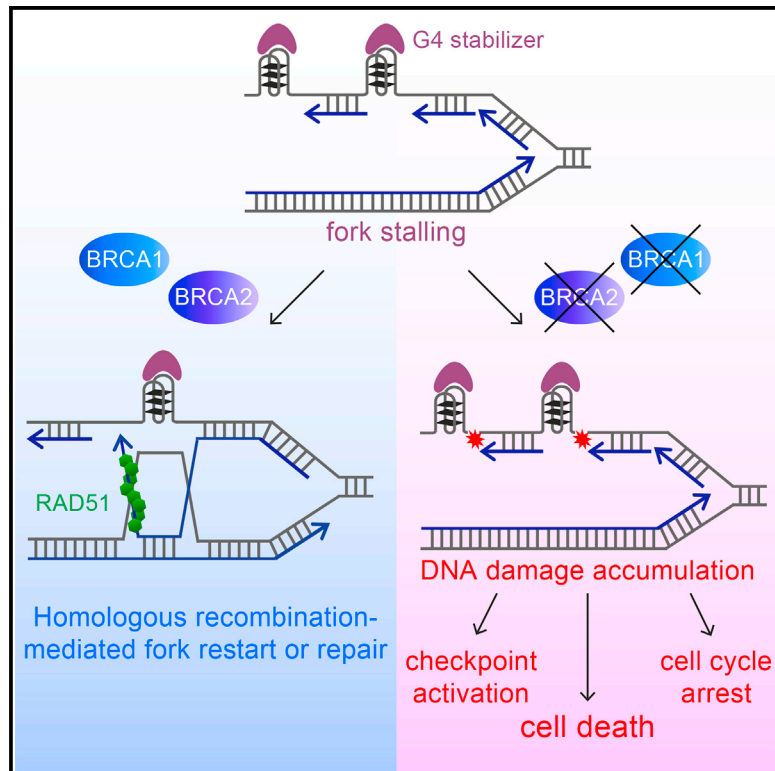 G4 stabilizer
fork stalling
BRCA1
BRCA2
BRCA1
BRCA2
RAD51
Homologous recombination-
mediated fork restart or repair
DNA damage accumulation
checkpoint
activation
cell cycle
arrest
cell death